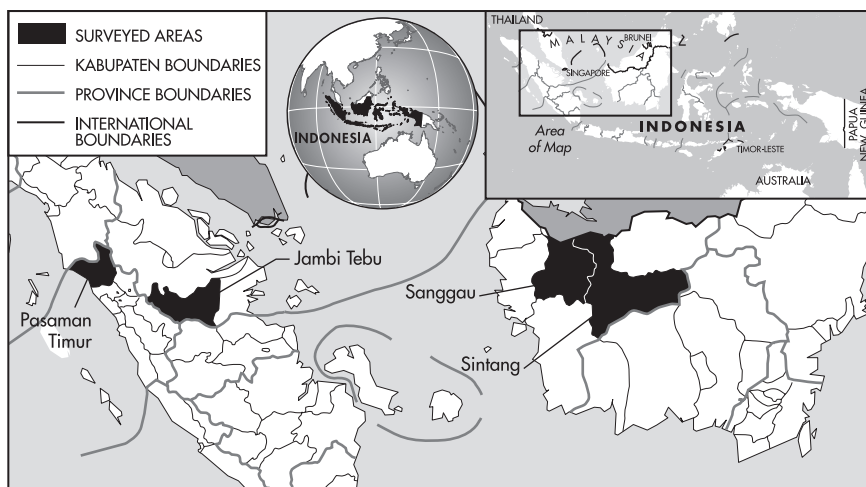 SURVEYED AREAS
KABUPATEN BOUNDARIES
PROVINCE BOUNDARIES
INTERNATIONAL
BOUNDARIES
INDONESIA
THAILAND
MALAYSIA
BRUNEI
SINGAPORE
Area
of Map
INDONESIA
TIMOR-LESTE
PAPUA
NEW GUINEA
AUSTRALIA
Jambi Tebu
Pasaman
Timur
Sanggau
Sintang